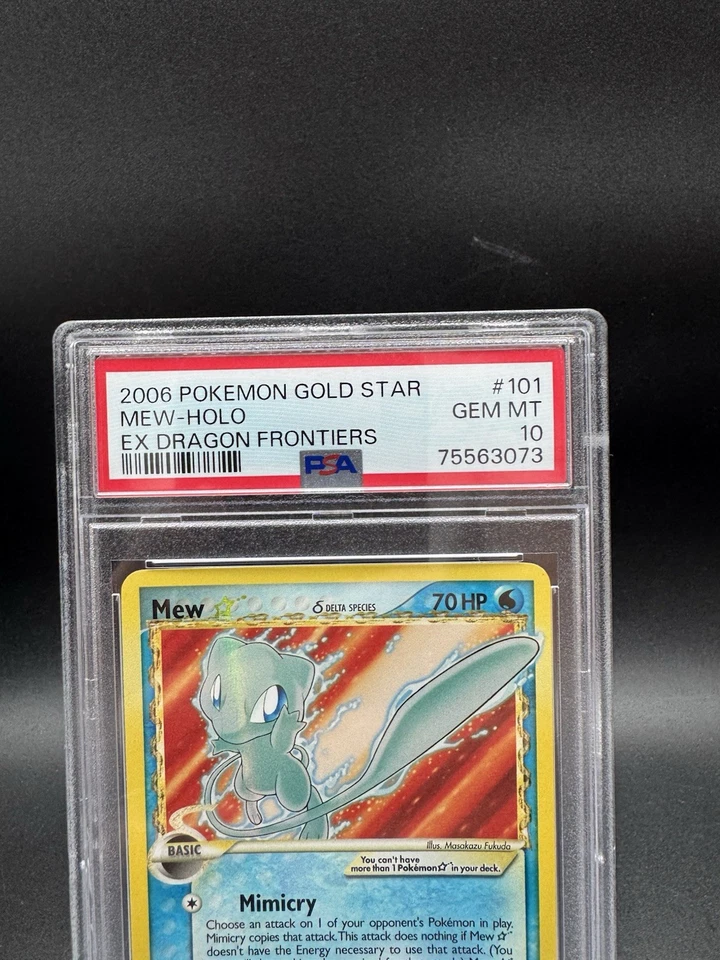 2006 POKEMON GOLD STAR #101
MEW-HOLO GEM MT
EX DRAGON FRONTIERS 10
PSA 75563073
Mew ☆ δ DELTA SPECIES 70 HP
Illus. Masakazu Fukuda
BASIC
You can't have
more than 1 Pokémon☆ in your deck.
Mimicry
Choose an attack on 1 of your opponent's Pokémon in play.
Mimicry copies that attack. This attack does nothing if Mew ☆
doesn't have the Energy necessary to use that attack. (You